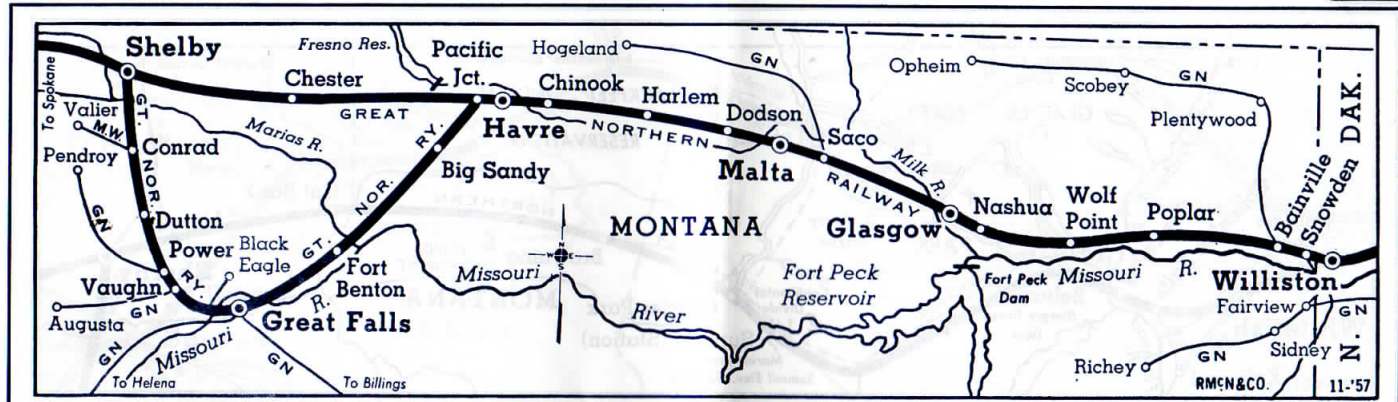 Shelby
Fresno Res.
Pacific
Jct.
Hogeland
GN
Opheim
GN
Scobey
Plentywood
To Spokane
Valier
M.W.
Pendroy
GN
Conrad
Dutton
Power
Vaughn
GT. NOR. RY.
Chester
GREAT NORTHERN RAILWAY
Marias R.
Havre
Chinook
Harlem
Dodson
Saco
Malta
Milk R.
Glasgow
Nashua
Wolf
Point
Poplar
Bainville
Snowden
Williston
N. DAK.
Big Sandy
GT. NOR. RY.
Black
Eagle
Fort
Benton
Great Falls
Augusta
GN
Missouri R.
To Helena
GN
To Billings
MONTANA
N
W E
S
Missouri River
Fort Peck
Reservoir
Fort Peck
Dam
Missouri R.
Fairview
GN
Sidney
Richey
GN
RMCN&CO.
11-'57